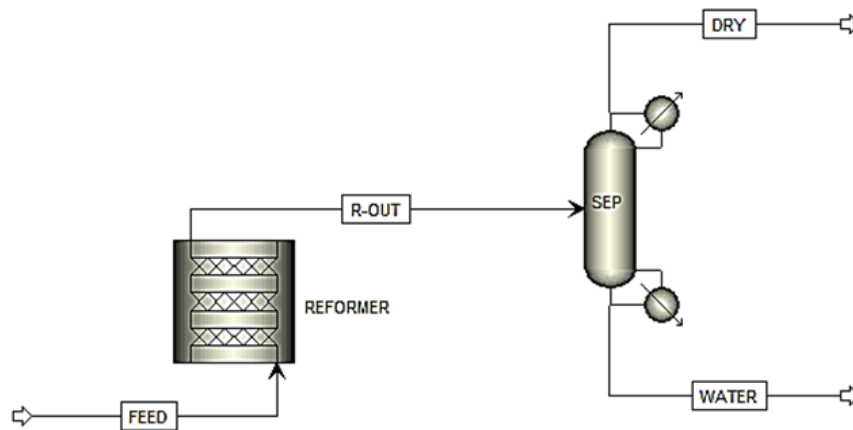 DRY
SEP
R-OUT
REFORMER
WATER
FEED